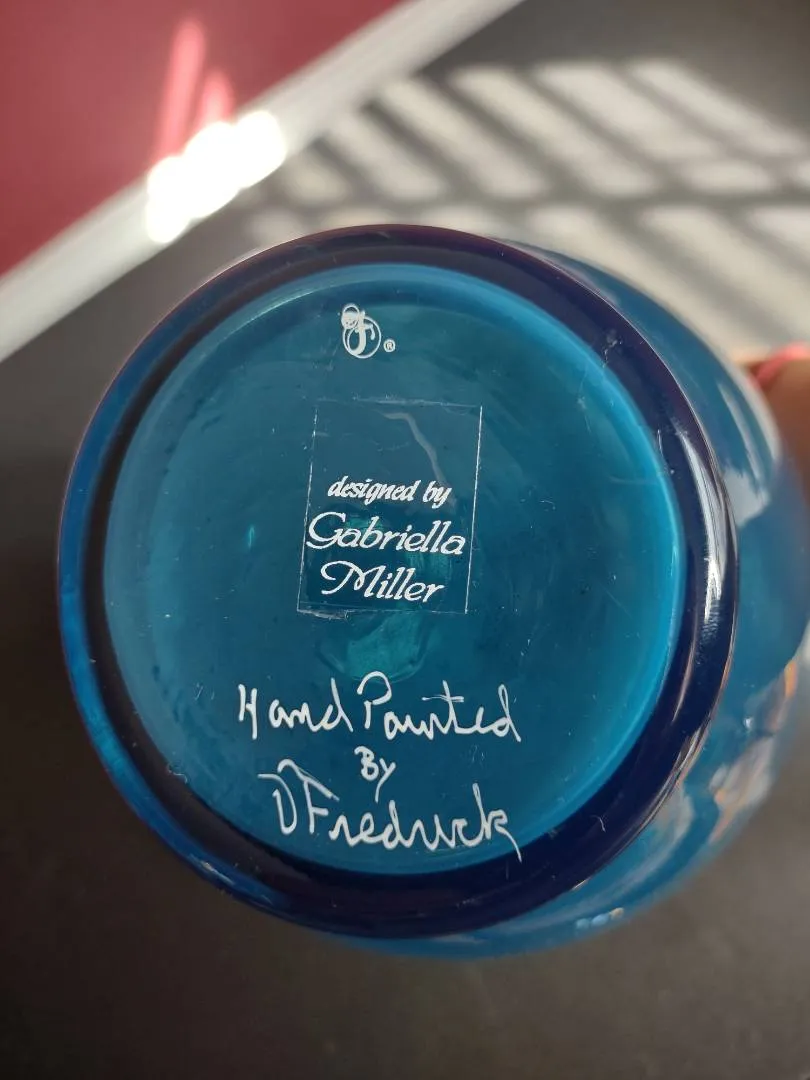 F®
designed by
Gabriella
Miller
Hand Painted
By
D Fredrick